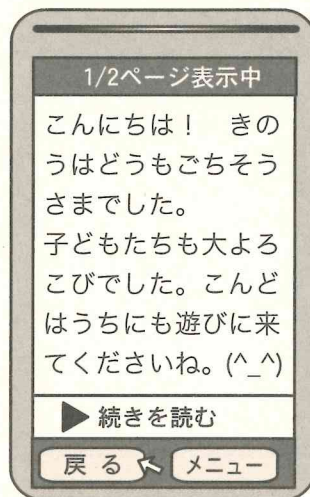 1/2ページ表示中
こんにちは！　きの
うはどうもごちそう
さまでした。
子どもたちも大よろ
こびでした。こんど
はうちにも遊びに来
てくださいね。(^_^)
▶続きを読む
戻る メニュー